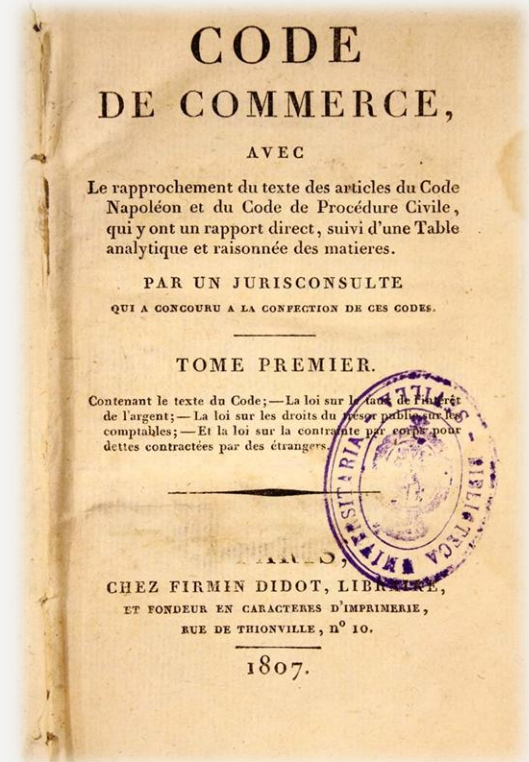 CODE
DE COMMERCE,
AVEC
Le rapprochement du texte des articles du Code
Napoléon et du Code de Procédure Civile,
qui y ont un rapport direct, suivi d'une Table
analytique et raisonnée des matieres.
PAR UN JURISCONSULTE
QUI A CONCOURU A LA CONFECTION DE CES CODES.
TOME PREMIER.
Contenant le texte du Code;—La loi sur le taux de l'intérêt
de l'argent;—La loi sur les droits du trésor public sur les
comptables;—Et la loi sur la contrainte par corps pour
dettes contractées par des étrangers.
BIBLIOTECA UNIVERSITARIA
PARIS,
CHEZ FIRMIN DIDOT, LIBRAIRE,
ET FONDEUR EN CARACTERES D'IMPRIMERIE,
RUE DE THIONVILLE, nº 10.
1807.